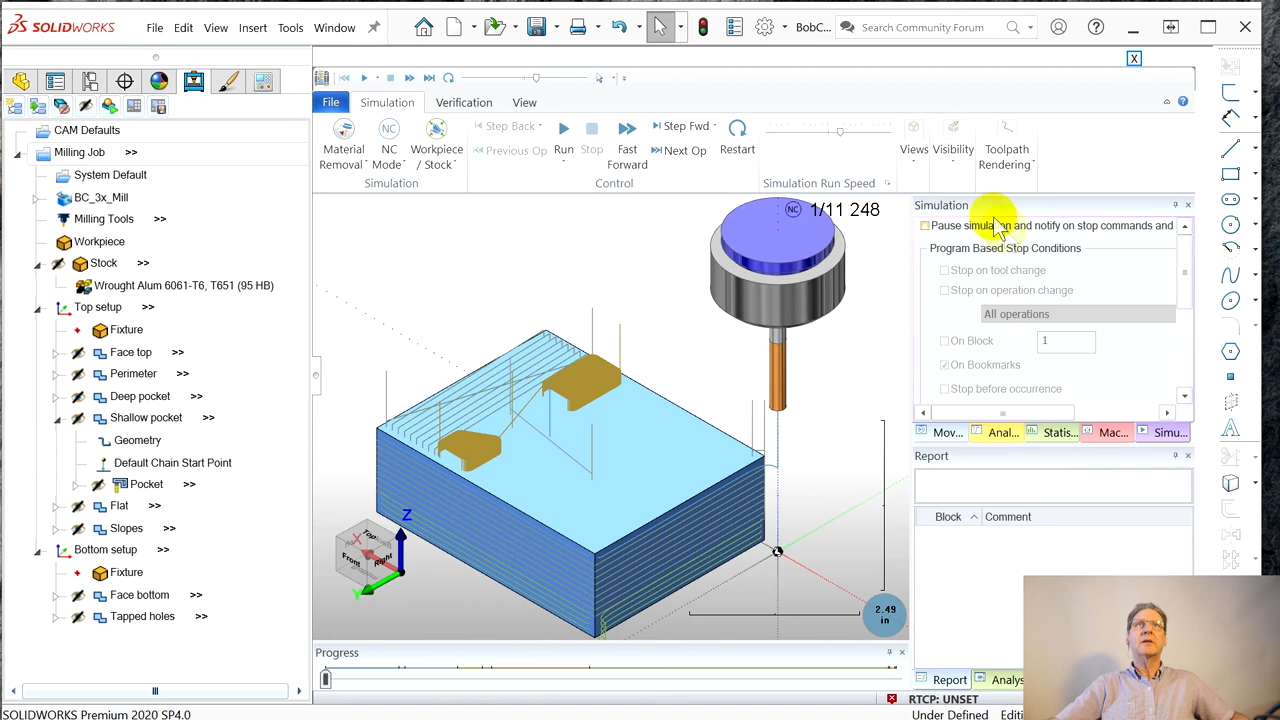 SOLIDWORKS File Edit View Insert Tools Window BobC... Search Community Forum
X
File Simulation Verification View
Material Removal
NC Mode
Workpiece / Stock
Step Back
Previous Op
Run
Stop
Fast Forward
Step Fwd
Next Op
Restart
Views
Visibility
Toolpath Rendering
Simulation
Control
Simulation Run Speed
CAM Defaults
Milling Job >>
System Default
BC_3x_Mill
Milling Tools >>
Workpiece
Stock >>
Wrought Alum 6061-T6, T651 (95 HB)
Top setup >>
Fixture
Face top >>
Perimeter >>
Deep pocket >>
Shallow pocket >>
Geometry
Default Chain Start Point
Pocket >>
Flat >>
Slopes >>
Bottom setup >>
Fixture
Face bottom >>
Tapped holes >>
NC 1/11 248
Z
X
Y
Top
Front
Right
2.49
in
Simulation
Pause simulation and notify on stop commands and
Program Based Stop Conditions
Stop on tool change
Stop on operation change
All operations
On Block 1
On Bookmarks
Stop before occurrence
Mov... Anal... Statis... Mac... Simu...
Report
Block Comment
Report Analys
Progress
RTCP: UNSET
SOLIDWORKS Premium 2020 SP4.0
Under Defined Editi